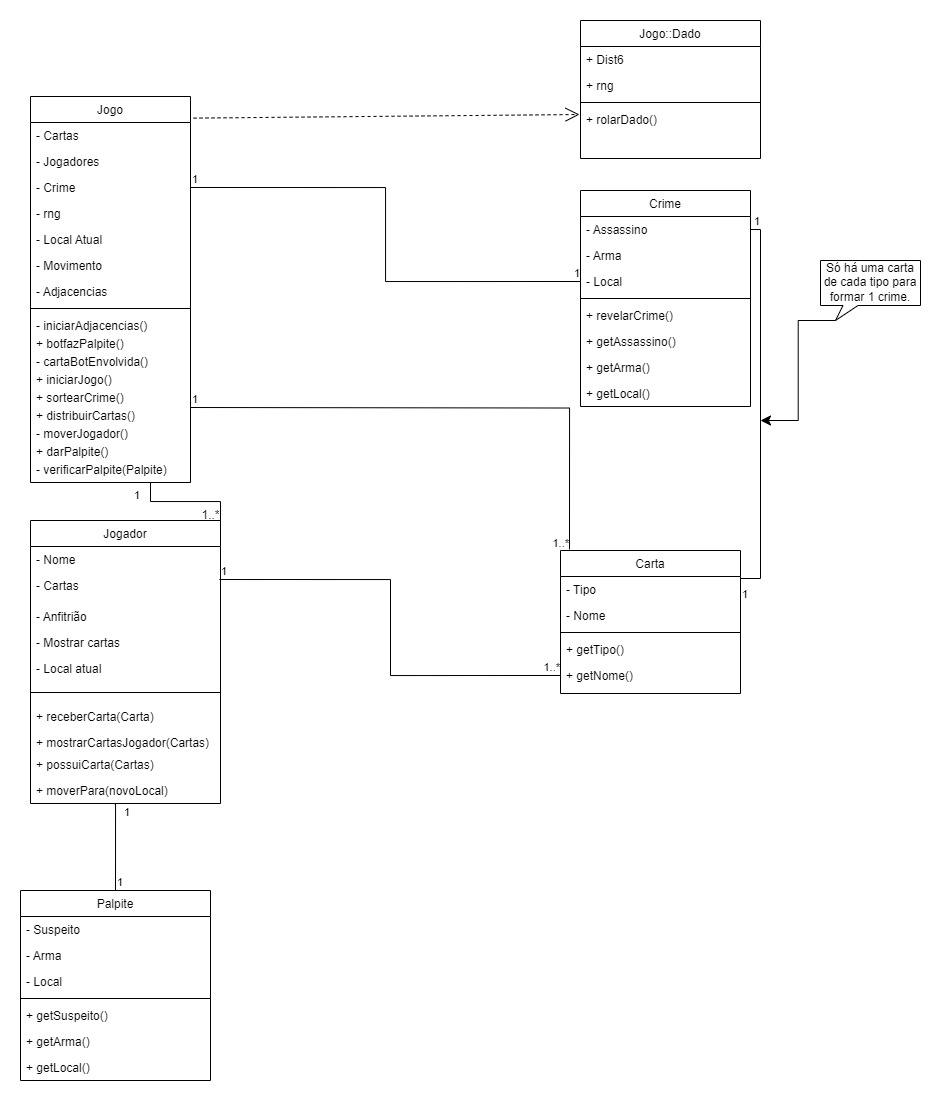 Jogo::Dado
+ Dist6
+ rng
+ rolarDado()
Jogo
- Cartas
- Jogadores
- Crime
- rng
- Local Atual
- Movimento
- Adjacencias
- iniciarAdjacencias()
+ botfazPalpite()
- cartaBotEnvolvida()
+ iniciarJogo()
+ sortearCrime()
+ distribuirCartas()
- moverJogador()
+ darPalpite()
- verificarPalpite(Palpite)
1
1
1
1..*
1
1..*
Crime
- Assassino
- Arma
- Local
+ revelarCrime()
+ getAssassino()
+ getArma()
+ getLocal()
1
1
Só há uma carta
de cada tipo para
formar 1 crime.
Jogador
- Nome
- Cartas
- Anfitrião
- Mostrar cartas
- Local atual
+ receberCarta(Carta)
+ mostrarCartasJogador(Cartas)
+ possuiCarta(Cartas)
+ moverPara(novoLocal)
1
1..*
Carta
- Tipo
- Nome
+ getTipo()
+ getNome()
1
1
Palpite
- Suspeito
- Arma
- Local
+ getSuspeito()
+ getArma()
+ getLocal()